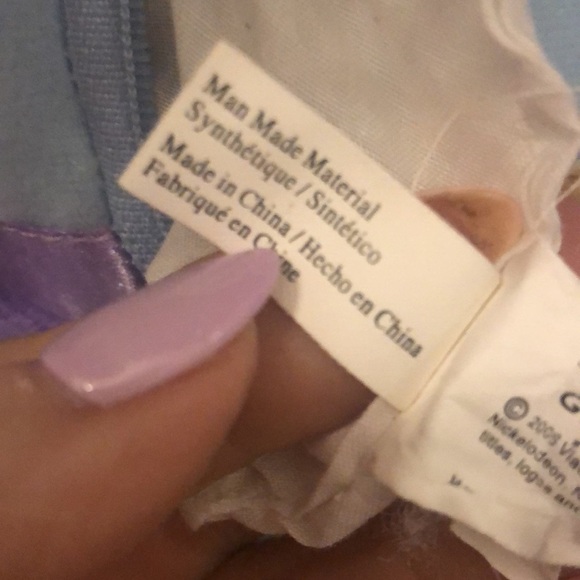 Man Made Material
Synthétique / Sintético
Made in China / Hecho en China
Fabriqué en Chine
G
© 2005 Via
Nickelodeon,
titles, logos and